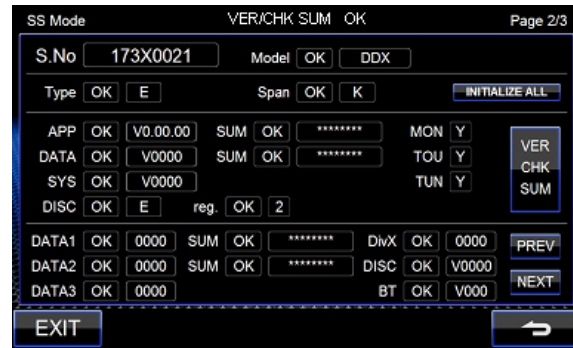 SS Mode VER/CHK SUM OK Page 2/3
S.No 173X0021 Model OK DDX
Type OK E Span OK K INITIALIZE ALL
APP OK V0.00.00 SUM OK ******** MON Y
DATA OK V0000 SUM OK ******** TOU Y
SYS OK V0000 TUN Y
DISC OK E reg. OK 2
VER
CHK
SUM
DATA1 OK 0000 SUM OK ******** DivX OK 0000 PREV
DATA2 OK 0000 SUM OK ******** DISC OK V0000
DATA3 OK 0000 BT OK V000 NEXT
EXIT